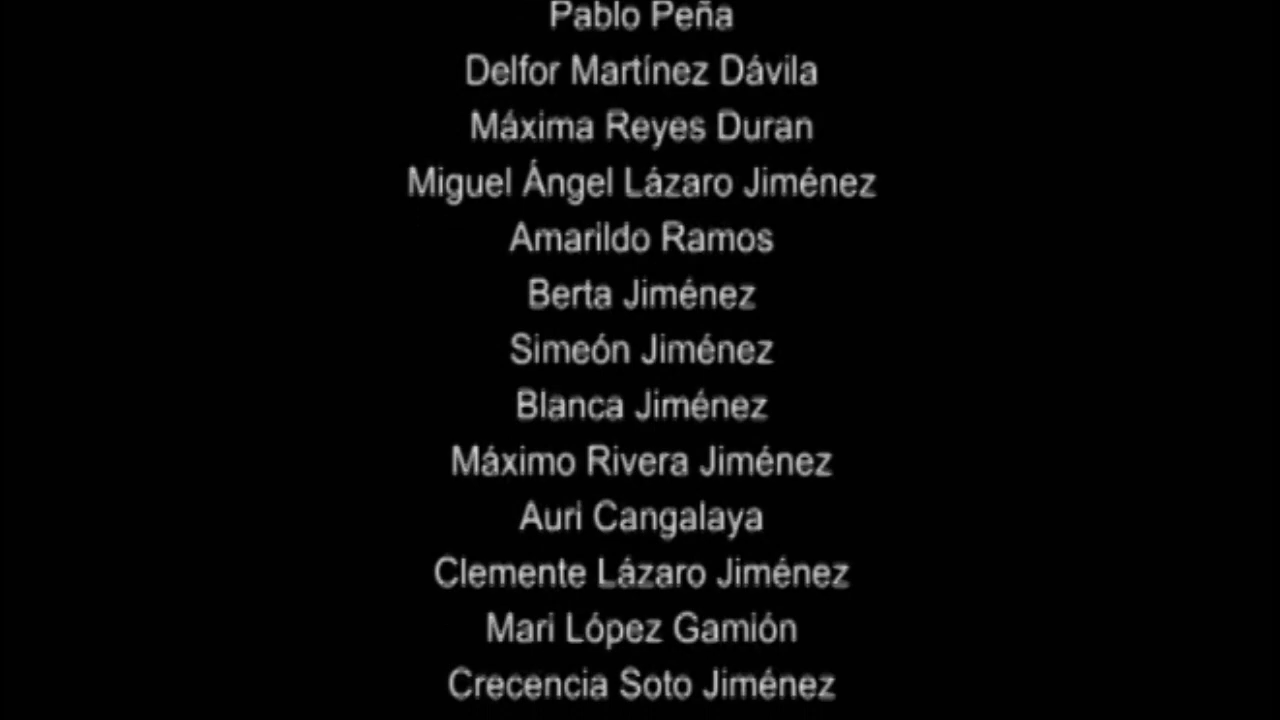 Pablo Peña
Delfor Martínez Dávila
Máxima Reyes Duran
Miguel Ángel Lázaro Jiménez
Amarildo Ramos
Berta Jiménez
Simeón Jiménez
Blanca Jiménez
Máximo Rivera Jiménez
Auri Cangalaya
Clemente Lázaro Jiménez
Mari López Gamión
Crecencia Soto Jiménez